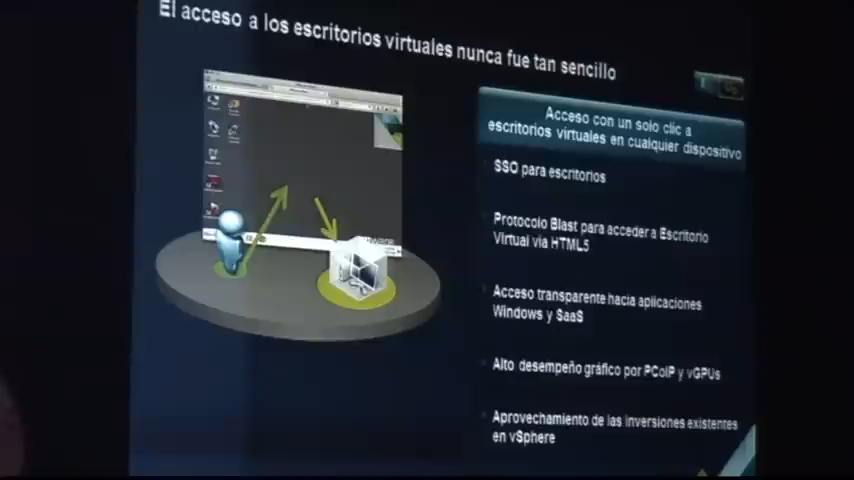 El acceso a los escritorios virtuales nunca fue tan sencillo
Acceso con un solo clic a
escritorios virtuales en cualquier dispositivo
SSO para escritorios
Protocolo Blast para acceder a Escritorio
Virtual vía HTML5
Acceso transparente hacia aplicaciones
Windows y SaaS
Alto desempeño gráfico por PCoIP y vGPUs
Aprovechamiento de las inversiones existentes
en vSphere